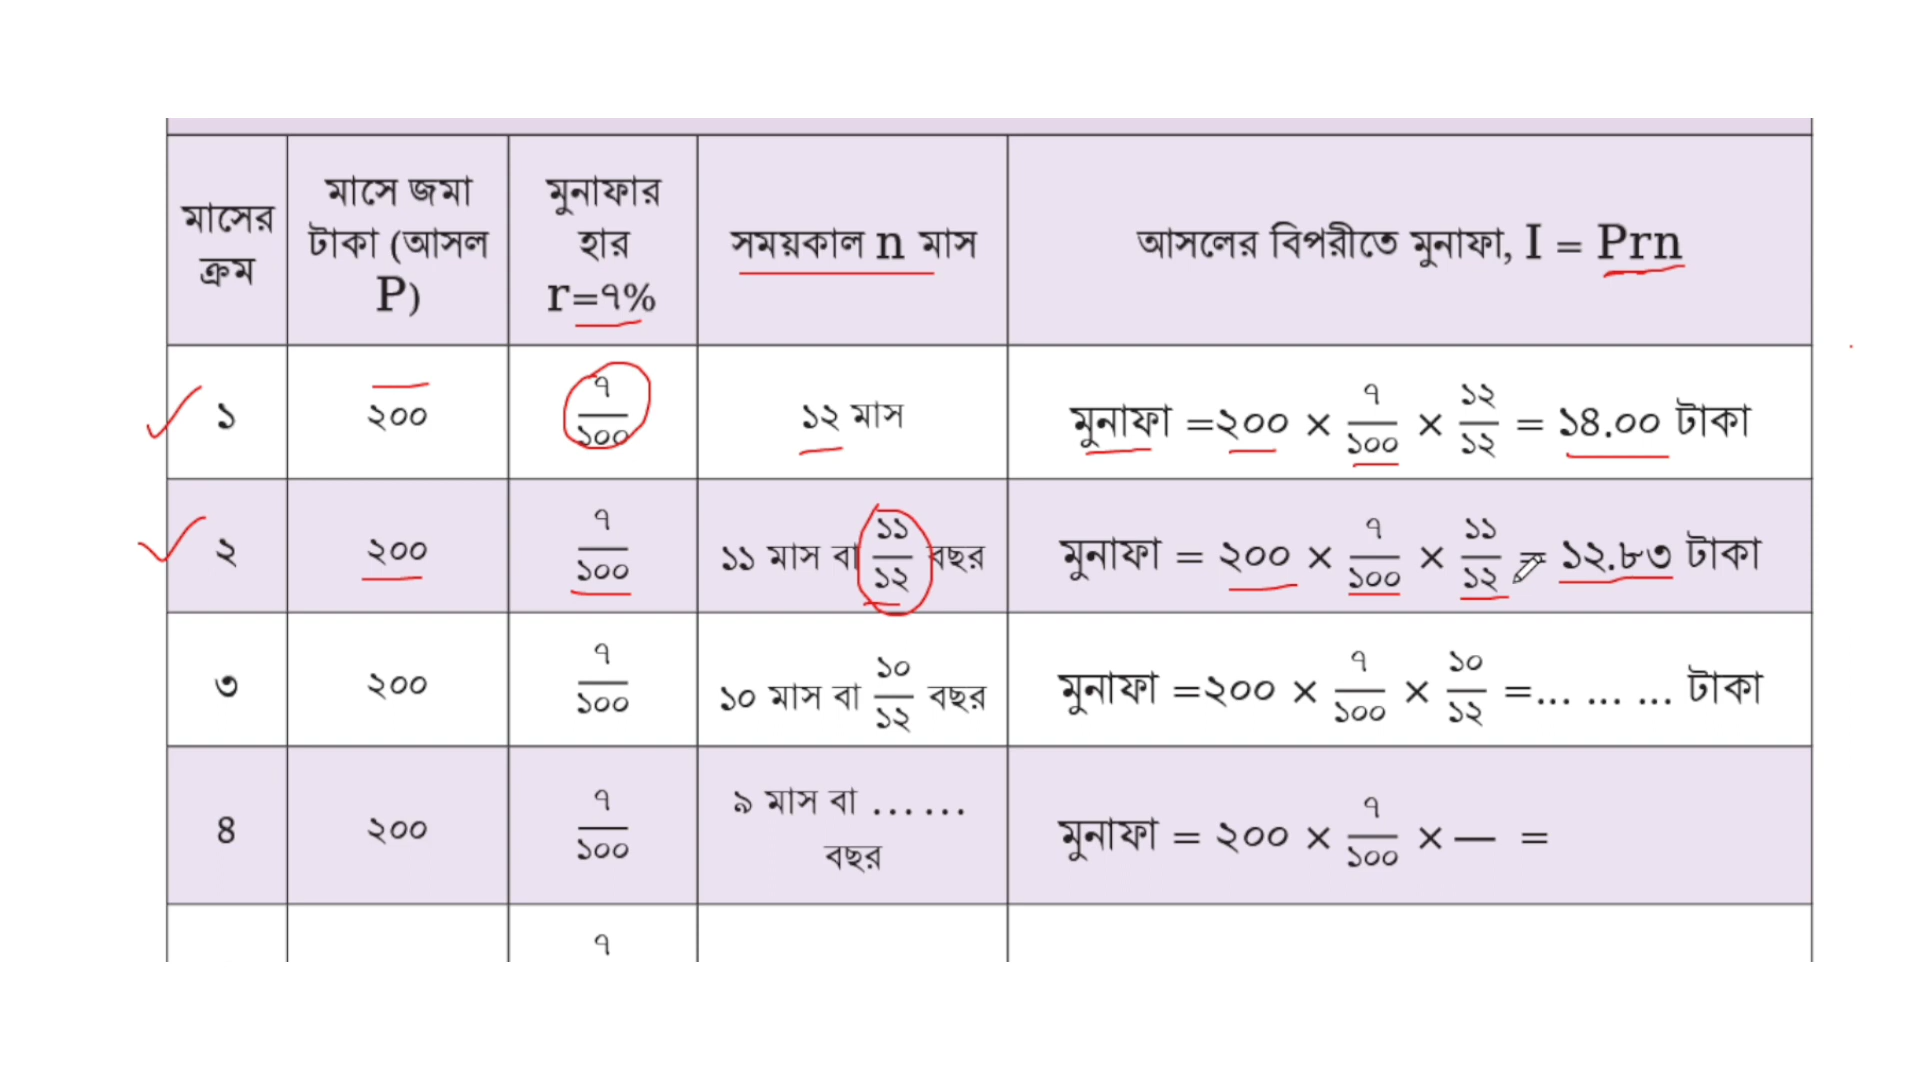 মাসের ক্রম
মাসে জমা টাকা (আসল P)
মুনাফার হার r=৭%
সময়কাল n মাস
আসলের বিপরীতে মুনাফা, I = Prn
১
২০০
৭/১০০
১২ মাস
মুনাফা =২০০ × ৭/১০০ × ১২/১২ = ১৪.০০ টাকা
২
২০০
৭/১০০
১১ মাস বা ১১/১২ বছর
মুনাফা = ২০০ × ৭/১০০ × ১১/১২ = ১২.৮৩ টাকা
৩
২০০
৭/১০০
১০ মাস বা ১০/১২ বছর
মুনাফা =২০০ × ৭/১০০ × ১০/১২ =... ... ... টাকা
৪
২০০
৭/১০০
৯ মাস বা ......
বছর
মুনাফা = ২০০ × ৭/১০০ × — =
৭